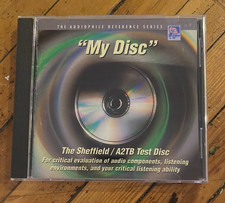 THE AUDIOPHILE REFERENCE SERIES
"My Disc"
The Sheffield / A2TB Test Disc
For critical evaluation of audio components, listening
environments, and your critical listening ability